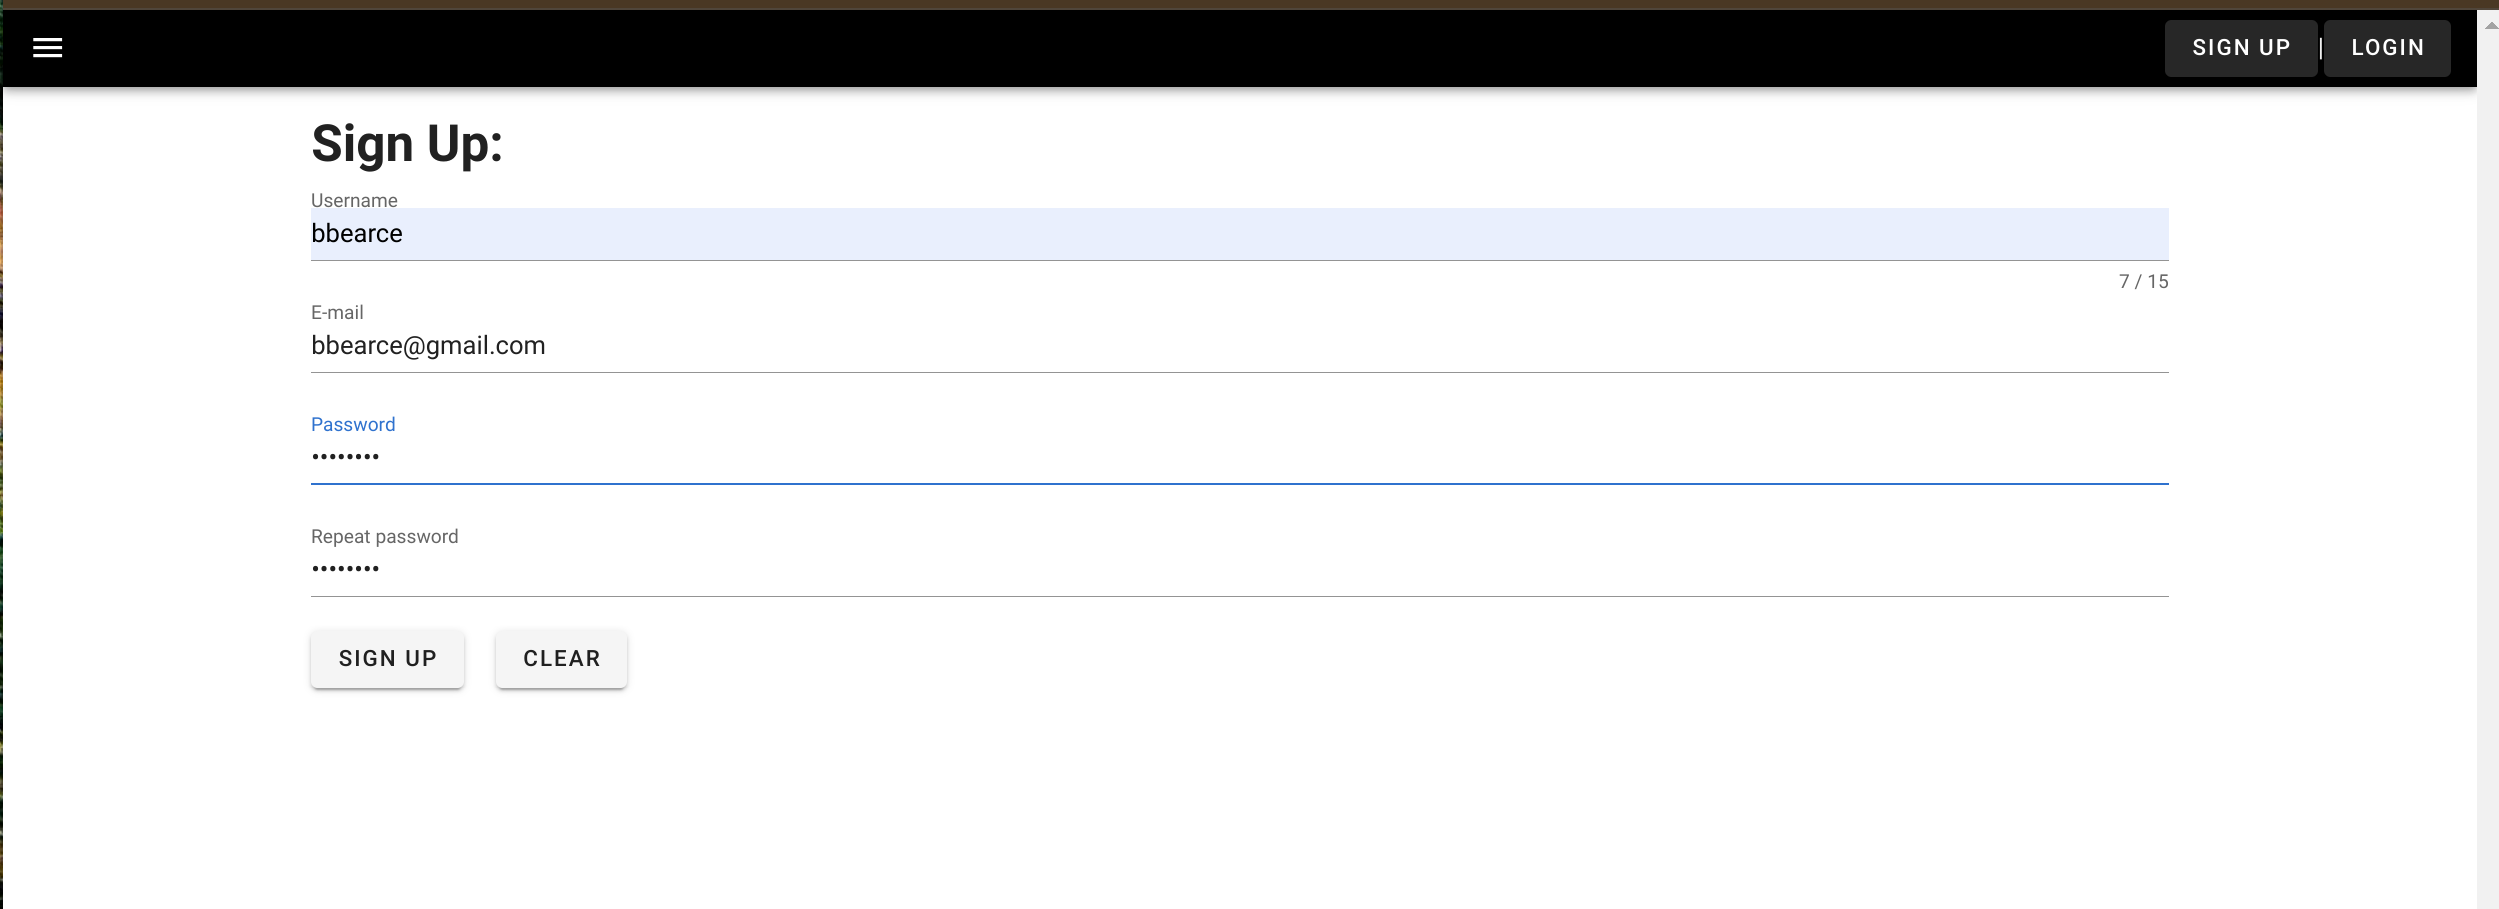 SIGN UP | LOGIN
Sign Up:
Username
bbearce
7 / 15
E-mail
bbearce@gmail.com
Password
••••••••
Repeat password
••••••••
SIGN UP CLEAR